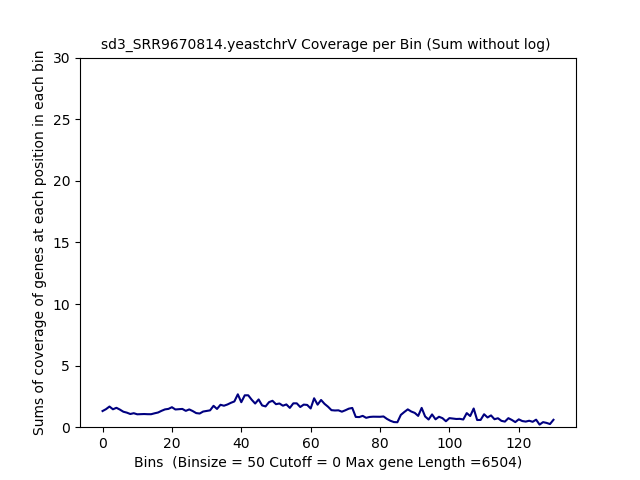 sd3_SRR9670814.yeastchrV Coverage per Bin (Sum without log)
Sums of coverage of genes at each position in each bin
30
25
20
15
10
5
0
0 20 40 60 80 100 120
Bins  (Binsize = 50 Cutoff = 0 Max gene Length =6504)